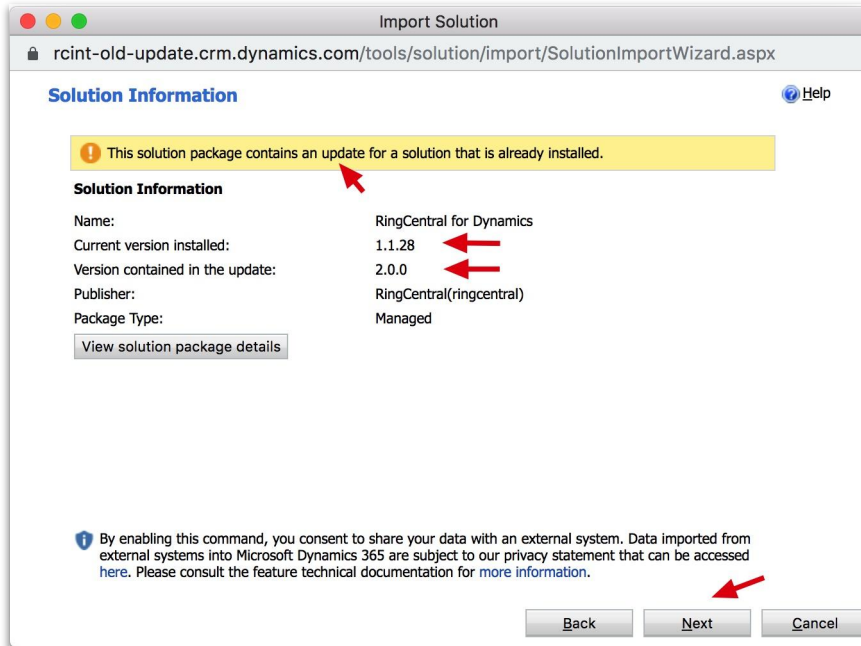 Import Solution
rcint-old-update.crm.dynamics.com/tools/solution/import/SolutionImportWizard.aspx
Solution Information
Help
This solution package contains an update for a solution that is already installed.
Solution Information
Name: RingCentral for Dynamics
Current version installed: 1.1.28
Version contained in the update: 2.0.0
Publisher: RingCentral(ringcentral)
Package Type: Managed
View solution package details
By enabling this command, you consent to share your data with an external system. Data imported from
external systems into Microsoft Dynamics 365 are subject to our privacy statement that can be accessed
here. Please consult the feature technical documentation for more information.
Back Next Cancel